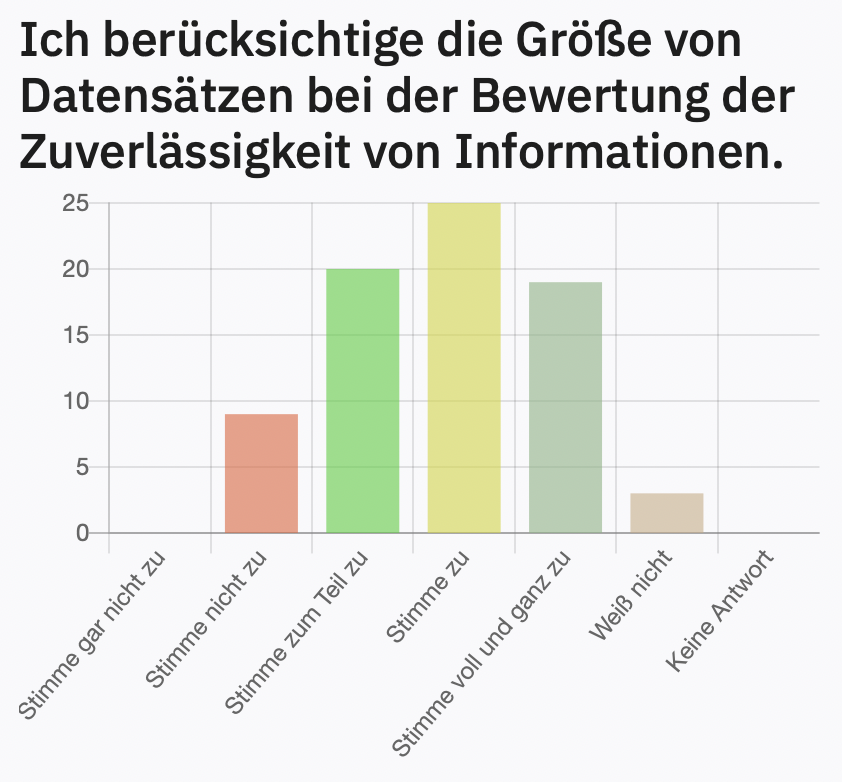 Ich berücksichtige die Größe von
Datensätzen bei der Bewertung der
Zuverlässigkeit von Informationen.
25
20
15
10
5
0
Stimme gar nicht zu
Stimme nicht zu
Stimme zum Teil zu
Stimme zu
Stimme voll und ganz zu
Weiß nicht
Keine Antwort